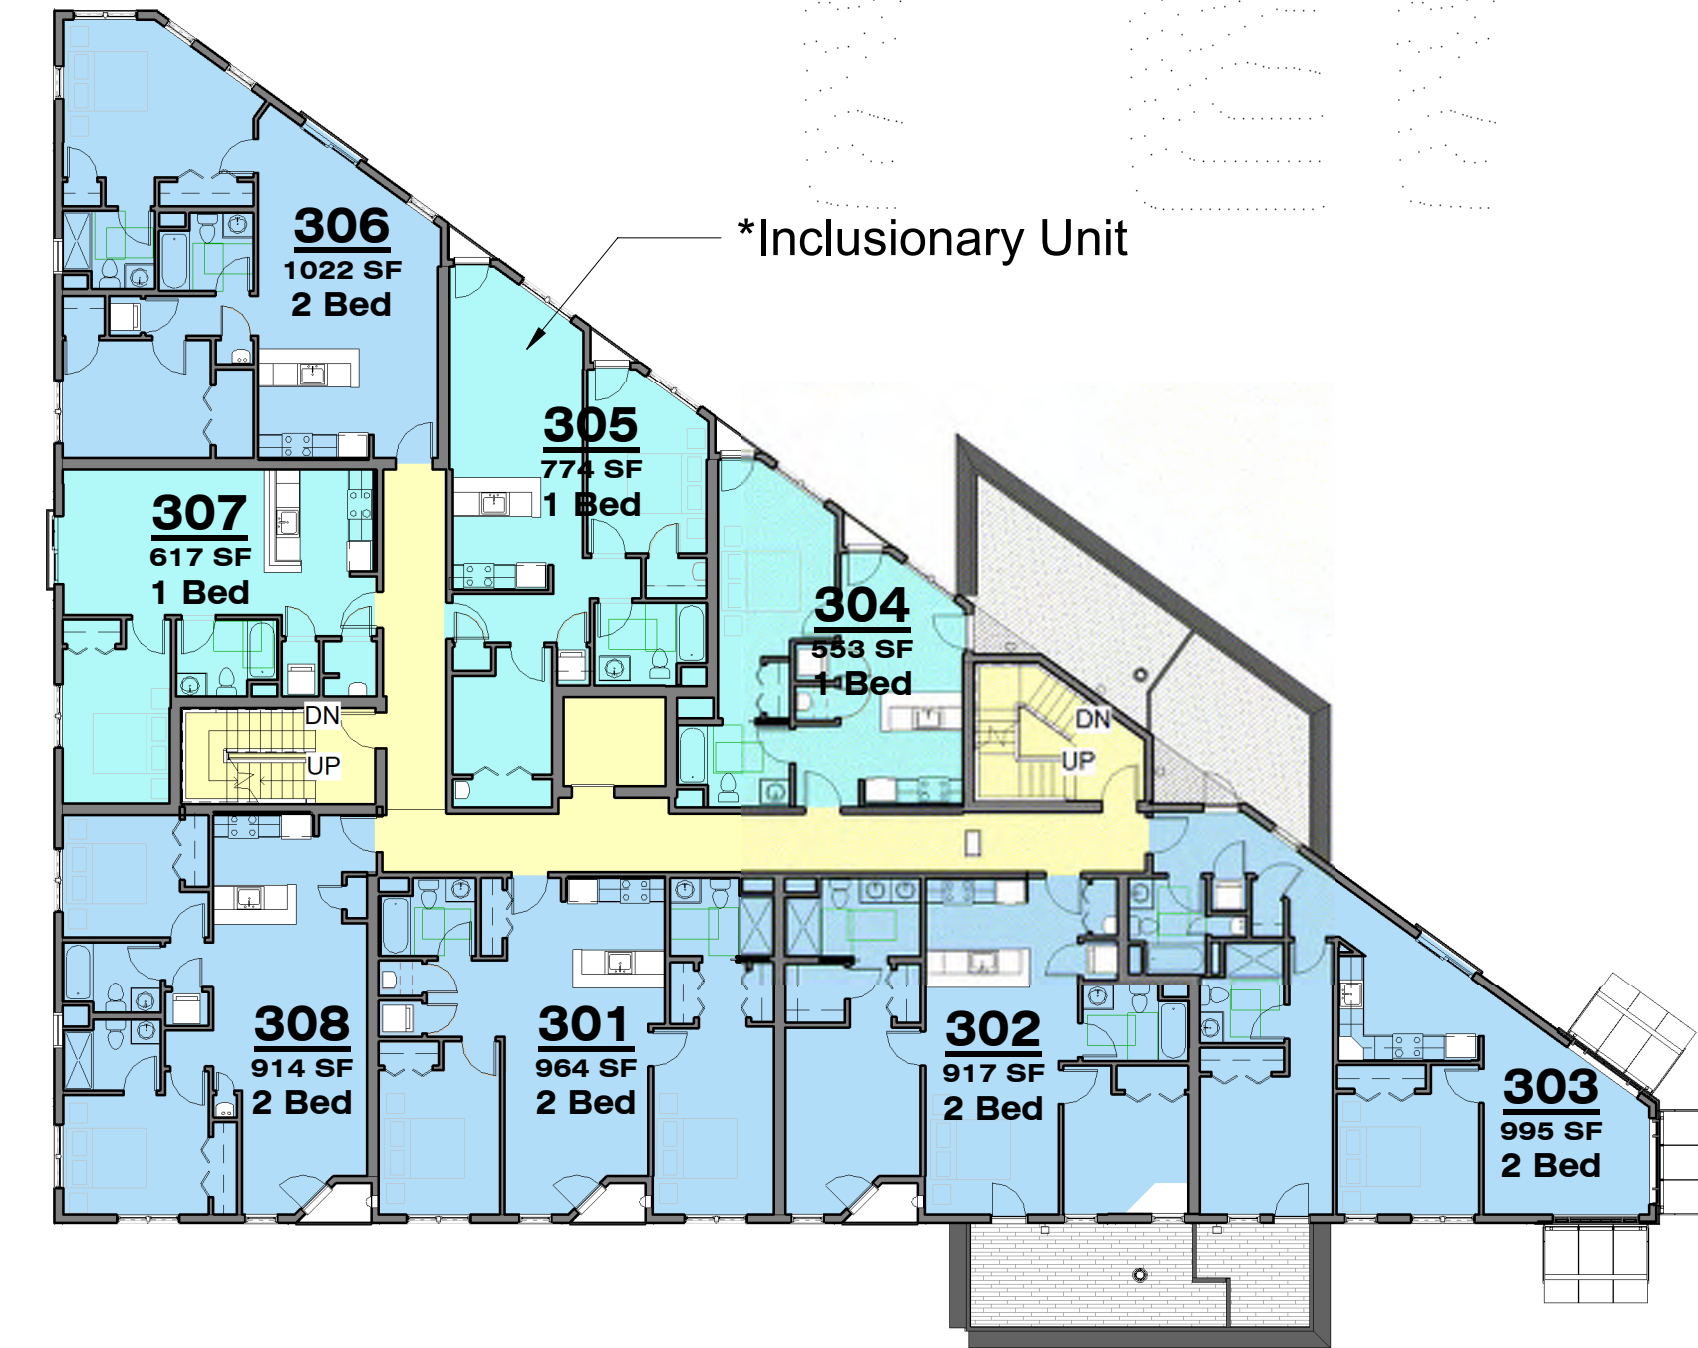 306
1022 SF
2 Bed
*Inclusionary Unit
305
774 SF
1 Bed
307
617 SF
1 Bed
304
553 SF
1 Bed
DN
UP
DN
UP
308
914 SF
2 Bed
301
964 SF
2 Bed
302
917 SF
2 Bed
303
995 SF
2 Bed